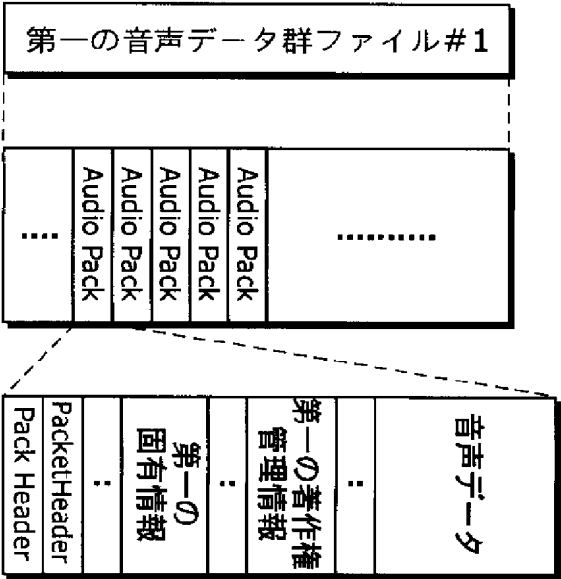 第一の音声データ群ファイル#1
....
Audio Pack
Audio Pack
Audio Pack
Audio Pack
Audio Pack
..........
Pack Header
PacketHeader
:
第一の
固有情報
:
第一の著作権
管理情報
:
音声データ